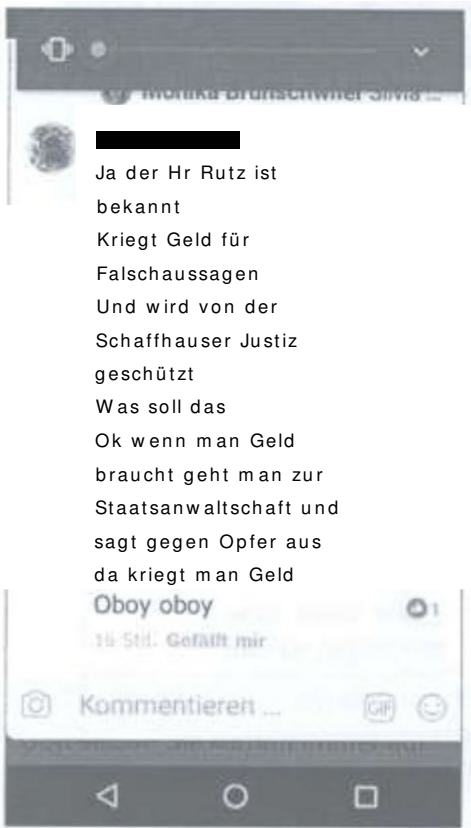 Ja der Hr Rutz ist
bekannt
Kriegt Geld für
Falschaussagen
Und wird von der
Schaffhauser Justiz
geschützt
Was soll das
Ok wenn man Geld
braucht geht man zur
Staatsanwaltschaft und
sagt gegen Opfer aus
da kriegt man Geld
Oboy oboy
1
Std. Gefällt mir
Kommentieren ...
GIF